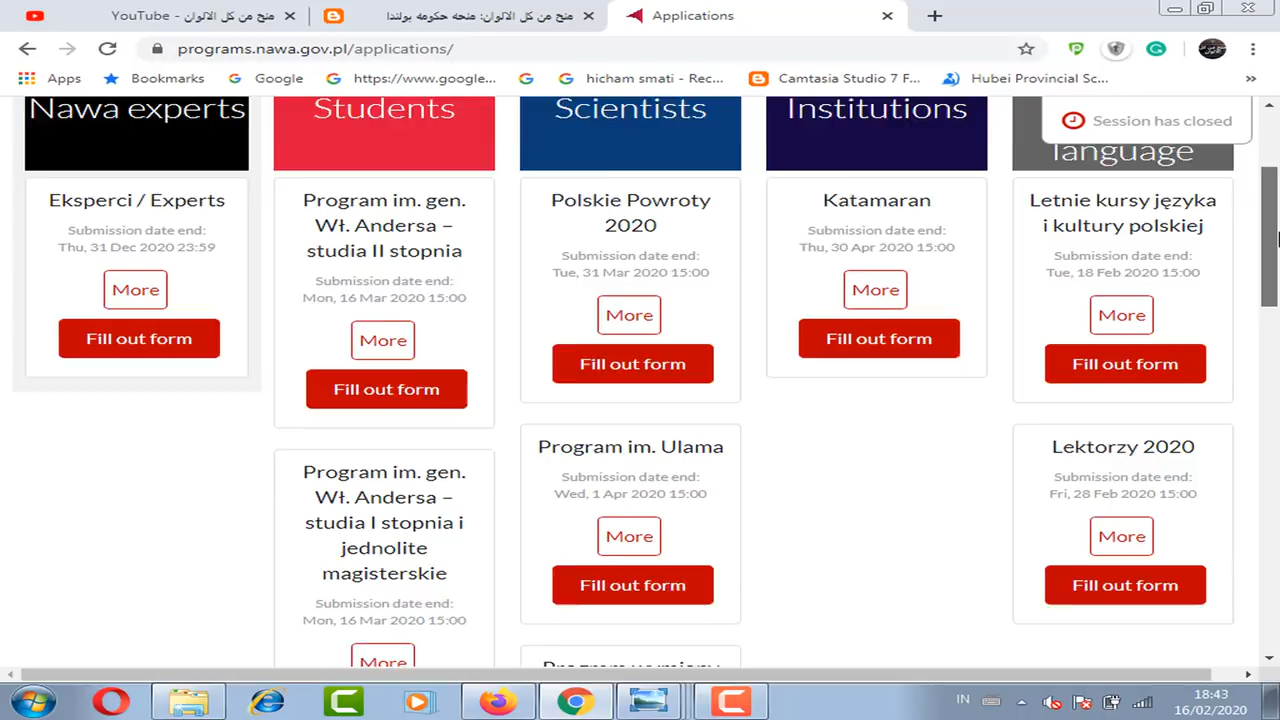 منح من كل الالوان - YouTube
منح من كل الالوان: منحه حكومه بولندا
Applications
programs.nawa.gov.pl/applications/
Apps
Bookmarks
Google
https://www.google...
hicham smati - Rec...
Camtasia Studio 7 F...
Hubei Provincial Sc...
»
Nawa experts
Eksperci / Experts
Submission date end:
Thu, 31 Dec 2020 23:59
More
Fill out form
Students
Program im. gen.
Wł. Andersa –
studia II stopnia
Submission date end:
Mon, 16 Mar 2020 15:00
More
Fill out form
Program im. gen.
Wł. Andersa –
studia I stopnia i
jednolite
magisterskie
Submission date end:
Mon, 16 Mar 2020 15:00
More
Scientists
Polskie Powroty
2020
Submission date end:
Tue, 31 Mar 2020 15:00
More
Fill out form
Program im. Ulama
Submission date end:
Wed, 1 Apr 2020 15:00
More
Fill out form
Institutions
Katamaran
Submission date end:
Thu, 30 Apr 2020 15:00
More
Fill out form
Session has closed
language
Letnie kursy języka
i kultury polskiej
Submission date end:
Tue, 18 Feb 2020 15:00
More
Fill out form
Lektorzy 2020
Submission date end:
Fri, 28 Feb 2020 15:00
More
Fill out form
IN
18:43
16/02/2020